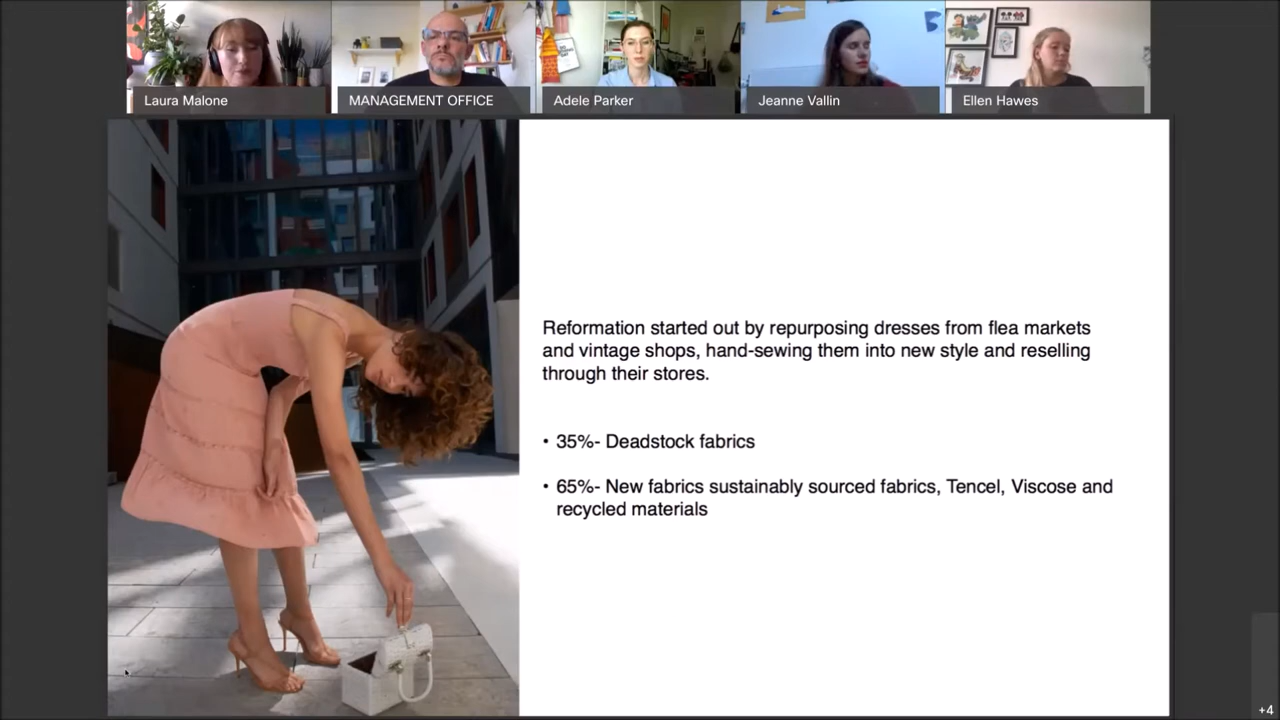 Laura Malone
MANAGEMENT OFFICE
Adele Parker
Jeanne Vallin
Ellen Hawes
Reformation started out by repurposing dresses from flea markets
and vintage shops, hand-sewing them into new style and reselling
through their stores.
• 35%- Deadstock fabrics
• 65%- New fabrics sustainably sourced fabrics, Tencel, Viscose and
recycled materials
+4